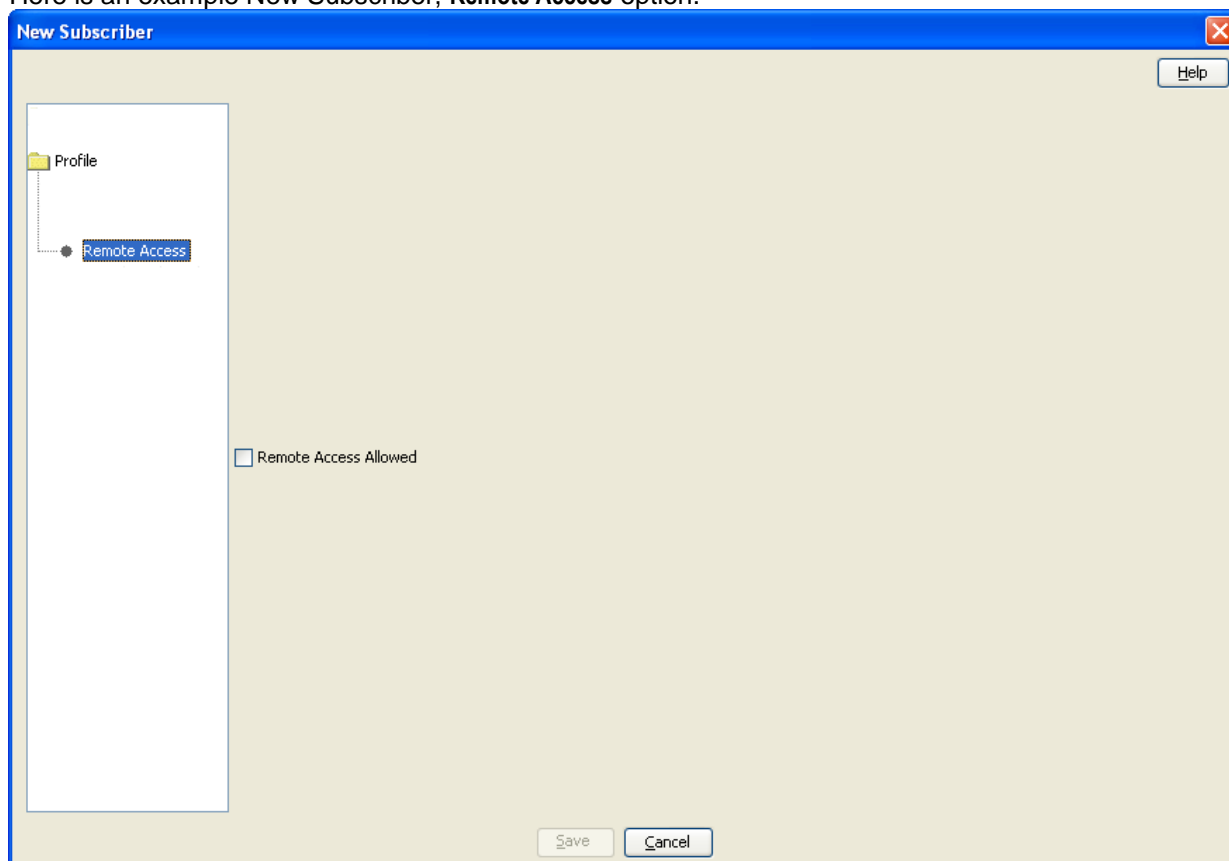 Here is an example New Subscriber, Remote Access option.
New Subscriber
Help
Profile
Remote Access
Remote Access Allowed
Save Cancel